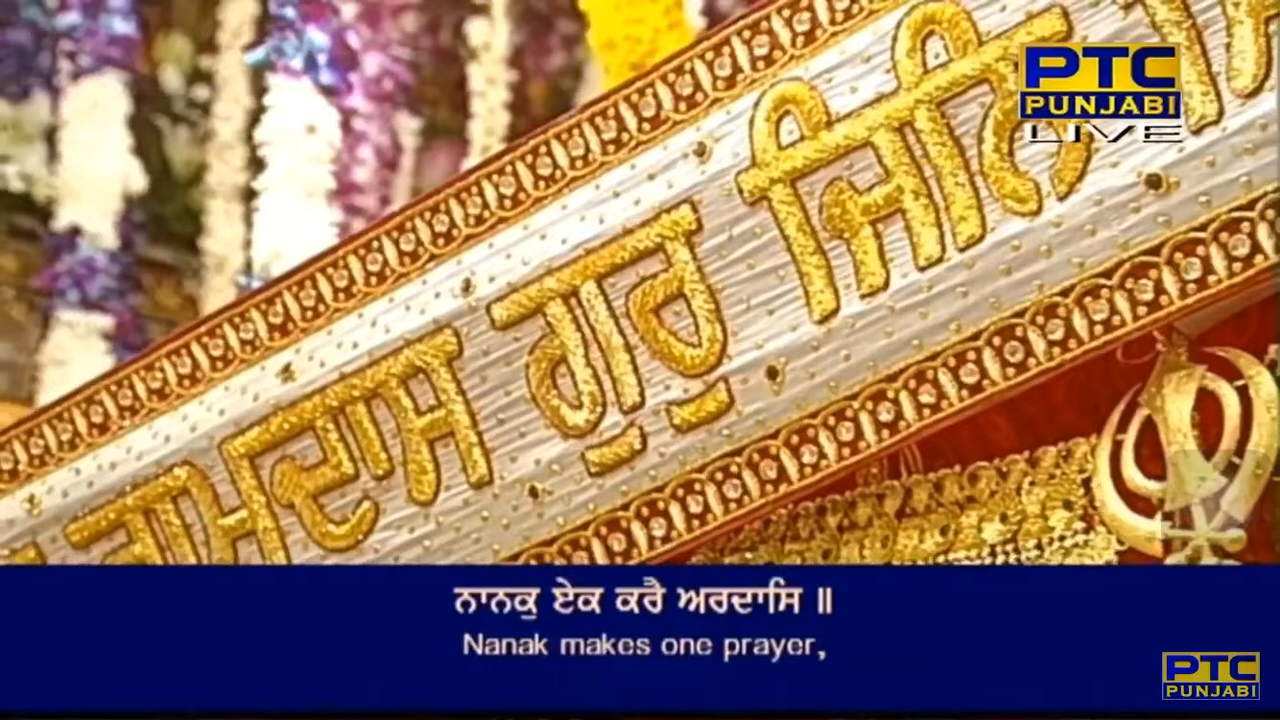 PTC
PUNJABI
LIVE
ਰਾਮਦਾਸ ਗੁਰੁ ਜਿਨਿ
ਨਾਨਕੁ ਏਕ ਕਰੈ ਅਰਦਾਸਿ ॥
Nanak makes one prayer,
PTC
PUNJABI